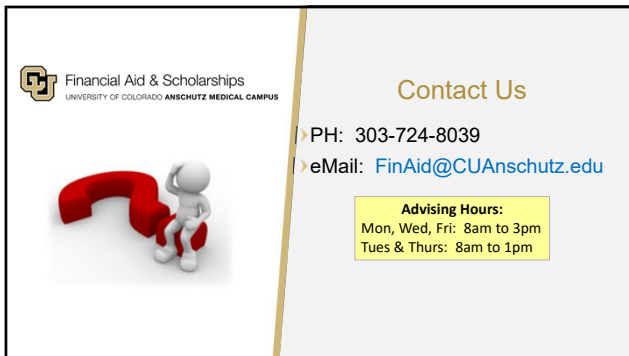 Financial Aid & Scholarships
UNIVERSITY OF COLORADO ANSCHUTZ MEDICAL CAMPUS
Contact Us
PH: 303-724-8039
eMail: FinAid@CUAnschutz.edu
Advising Hours:
Mon, Wed, Fri: 8am to 3pm
Tues & Thurs: 8am to 1pm